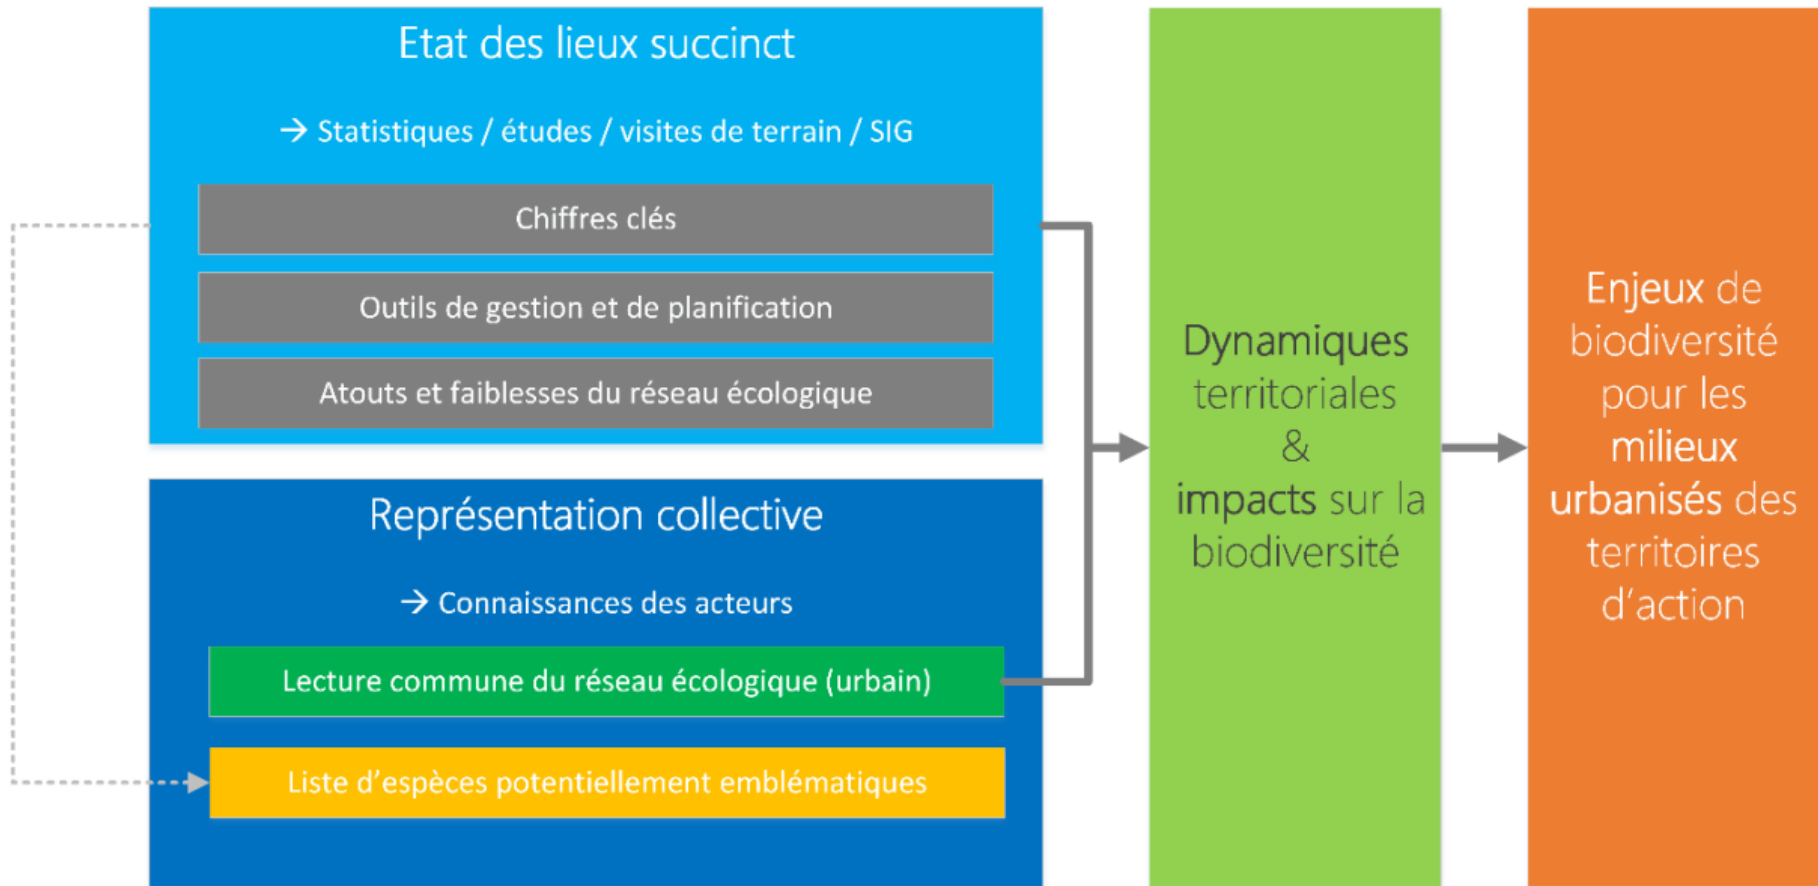 Etat des lieux succinct
→ Statistiques / études / visites de terrain / SIG
Chiffres clés
Outils de gestion et de planification
Atouts et faiblesses du réseau écologique
Représentation collective
→ Connaissances des acteurs
Lecture commune du réseau écologique (urbain)
Liste d'espèces potentiellement emblématiques
Dynamiques
territoriales
&
impacts sur la
biodiversité
Enjeux de
biodiversité
pour les
milieux
urbanisés des
territoires
d'action